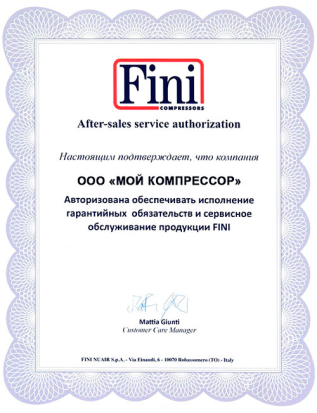 Fini
COMPRESSORS
After-sales service authorization
Настоящим подтверждает, что компания
ООО «МОЙ КОМПРЕССОР»
Авторизована обеспечивать исполнение
гарантийных обязательств и сервисное
обслуживание продукции FINI
Mattia Giunti
Customer Care Manager
FINI NUAIR S.p.A. - Via Einaudi, 6 - 10070 Robassomero (TO) - Italy